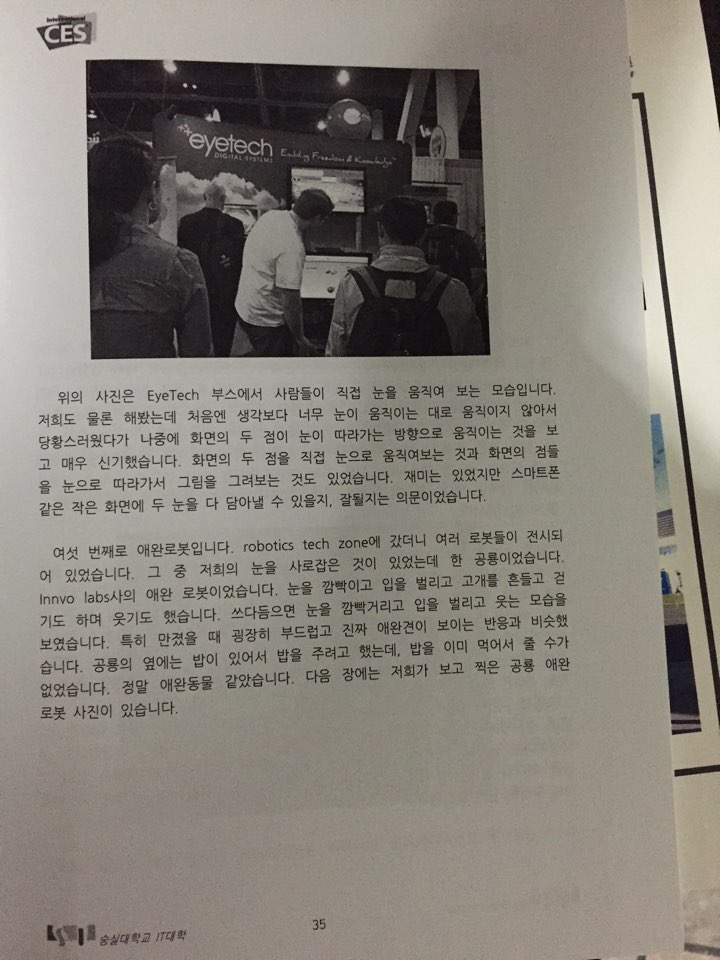 International
CES
eyetech
DIGITAL SYSTEMS
Enabling Freedom & Knowledge™
위의 사진은 EyeTech 부스에서 사람들이 직접 눈을 움직여 보는 모습입니다.
저희도 물론 해봤는데 처음엔 생각보다 너무 눈이 움직이는 대로 움직이지 않아서
당황스러웠다가 나중에 화면의 두 점이 눈이 따라가는 방향으로 움직이는 것을 보
고 매우 신기했습니다. 화면의 두 점을 직접 눈으로 움직여보는 것과 화면의 점들
을 눈으로 따라가서 그림을 그려보는 것도 있었습니다. 재미는 있었지만 스마트폰
같은 작은 화면에 두 눈을 다 담아낼 수 있을지, 잘될지는 의문이었습니다.
여섯 번째로 애완로봇입니다. robotics tech zone에 갔더니 여러 로봇들이 전시되
어 있었습니다. 그 중 저희의 눈을 사로잡은 것이 있었는데 한 공룡이었습니다.
Innvo labs사의 애완 로봇이었습니다. 눈을 깜빡이고 입을 벌리고 고개를 흔들고 걷
기도 하며 웃기도 했습니다. 쓰다듬으면 눈을 깜빡거리고 입을 벌리고 웃는 모습을
보였습니다. 특히 만졌을 때 굉장히 부드럽고 진짜 애완견이 보이는 반응과 비슷했
습니다. 공룡의 옆에는 밥이 있어서 밥을 주려고 했는데, 밥을 이미 먹어서 줄 수가
없었습니다. 정말 애완동물 같았습니다. 다음 장에는 저희가 보고 찍은 공룡 애완
로봇 사진이 있습니다.
숭실대학교 IT대학
35